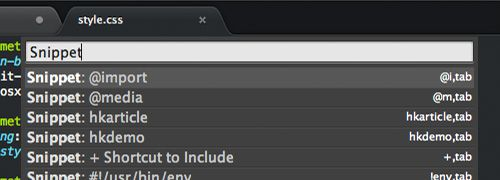 style.css ×
met
Snippet
n-b
it-
Snippet: @import @i,tab
osx
Snippet: @media @m,tab
Snippet: hkarticle hkarticle,tab
met
Snippet: hkdemo hkdemo,tab
ng:
sty
Snippet: + Shortcut to Include +,tab
met
Snippet: #!/usr/bin/env !env,tab